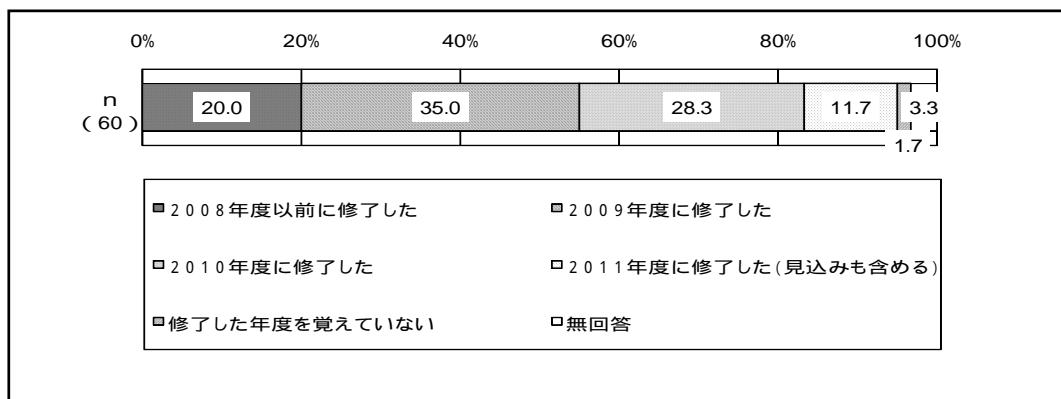 0% 20% 40% 60% 80% 100%
n
(60)
20.0 35.0 28.3 11.7 3.3
1.7
2008年度以前に修了した 2009年度に修了した
2010年度に修了した 2011年度に修了した(見込みも含める)
修了した年度を覚えていない 無回答